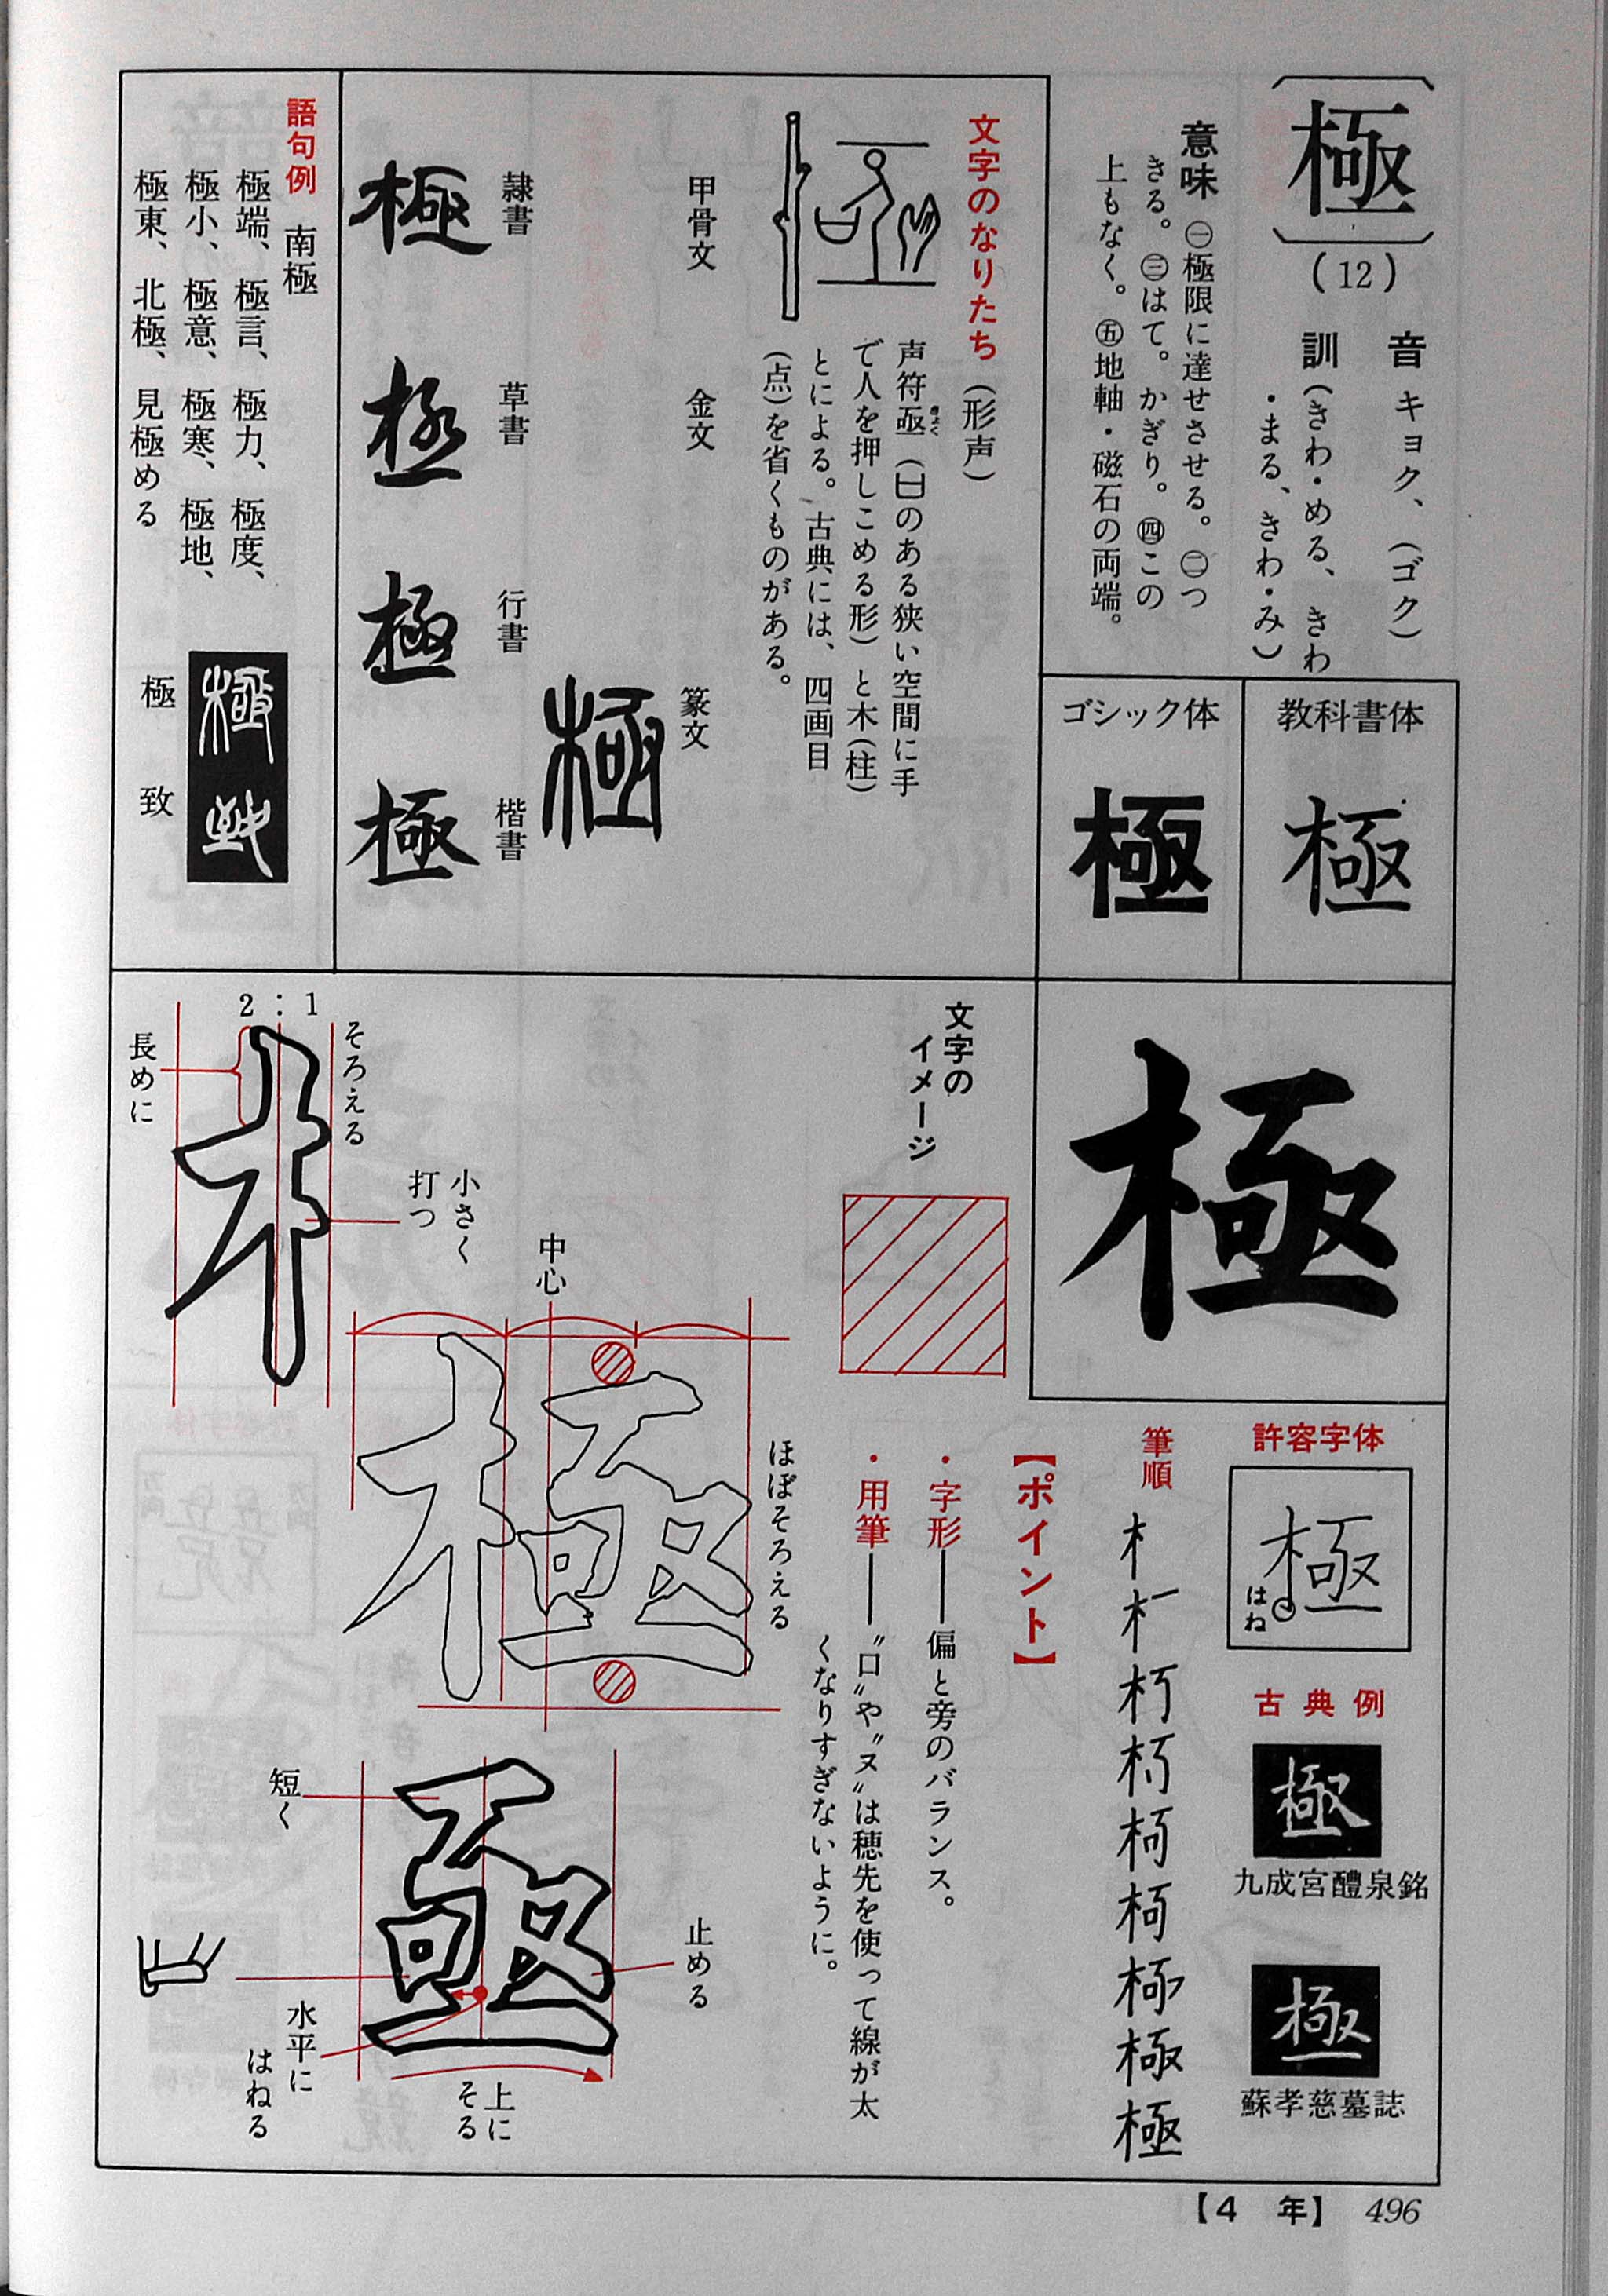 極
(12)
音 キョク、(ゴク)
訓 (きわ・める、きわ
・まる、きわ・み)
意味 ㊀極限に達せさせる。㊁つ
きる。㊂はて。かぎり。㊃この
上もなく。㊄地軸・磁石の両端。
教科書体
極
ゴシック体
極
文字のなりたち(形声)
声符亟(曰のある狭い空間に手
で人を押しこめる形)と木(柱)
とによる。古典には、四画目
(点)を省くものがある。
甲骨文
金文
篆文
極
隷書
極
草書
極
行書
極
楷書
極
語句例 南極
極端、極言、極力、極度、
極小、極意、極寒、極地、
極東、北極、見極める
極致
極 致
極
許容字体
極
はね
古典例
極
九成宮醴泉銘
極
蘇孝慈墓誌
筆順
極
【ポイント】
・字形——偏と旁のバランス。
・用筆——〝口〟や〝ヌ〟は穂先を使って線が太
くなりすぎないように。
文字の
イメージ
2:1
そろえる
長めに
小さく
打つ
中心
極
ほぼそろえる
短く
止める
水平に
はねる
上に
そる
【4 年】 496